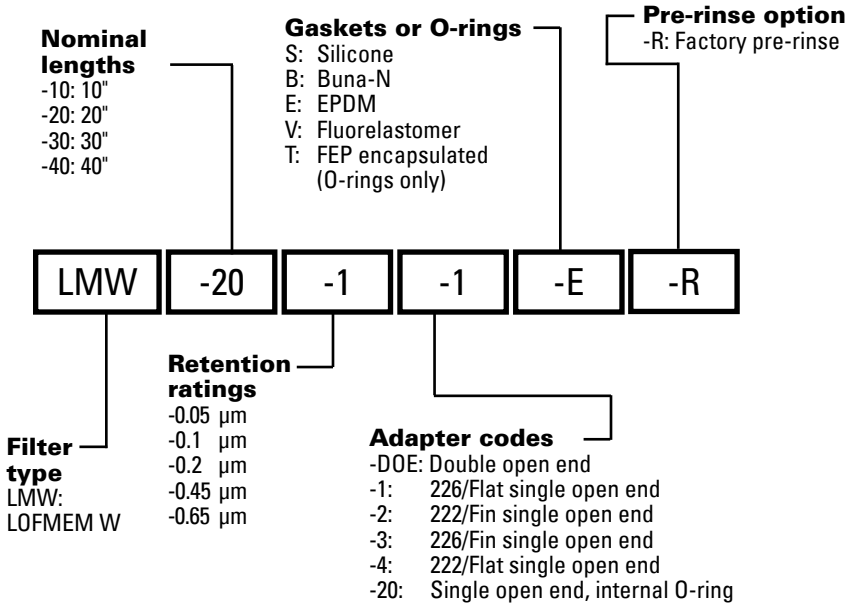 Nominal
lengths
-10: 10"
-20: 20"
-30: 30"
-40: 40"
Gaskets or O-rings
S: Silicone
B: Buna-N
E: EPDM
V: Fluorelastomer
T: FEP encapsulated
(O-rings only)
Pre-rinse option
-R: Factory pre-rinse
LMW -20 -1 -1 -E -R
Filter
type
LMW:
LOFMEM W
Retention
ratings
-0.05 µm
-0.1 µm
-0.2 µm
-0.45 µm
-0.65 µm
Adapter codes
-DOE: Double open end
-1: 226/Flat single open end
-2: 222/Fin single open end
-3: 226/Fin single open end
-4: 222/Flat single open end
-20: Single open end, internal O-ring